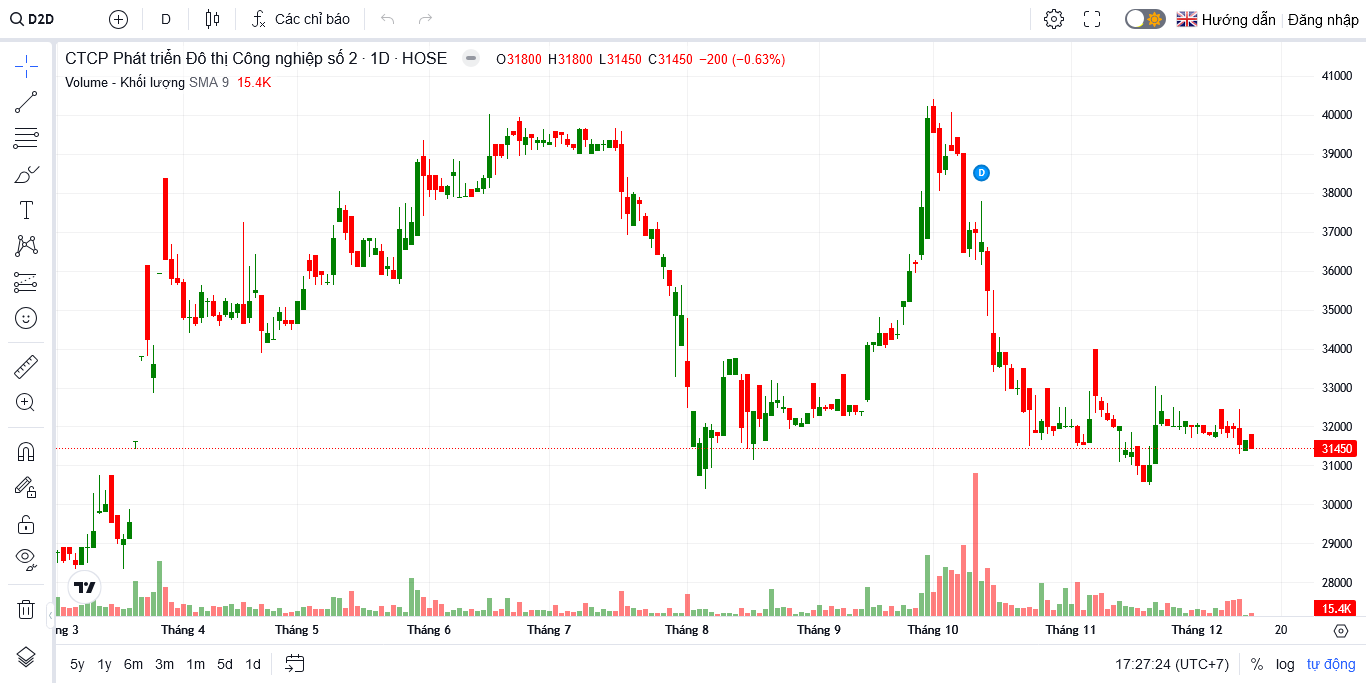 D2D D Các chỉ báo Hướng dẫn Đăng nhập
CTCP Phát triển Đô thị Công nghiệp số 2 · 1D · HOSE O31800 H31800 L31450 C31450 −200 (−0.63%)
Volume - Khối lượng SMA 9 15.4K
41000
40000
39000
38000
D
37000
36000
35000
34000
33000
32000
31450
31000
30000
29000
28000
15.4K
ng 3 Tháng 4 Tháng 5 Tháng 6 Tháng 7 Tháng 8 Tháng 9 Tháng 10 Tháng 11 Tháng 12 20
5y 1y 6m 3m 1m 5d 1d 17:27:24 (UTC+7) % log tự động